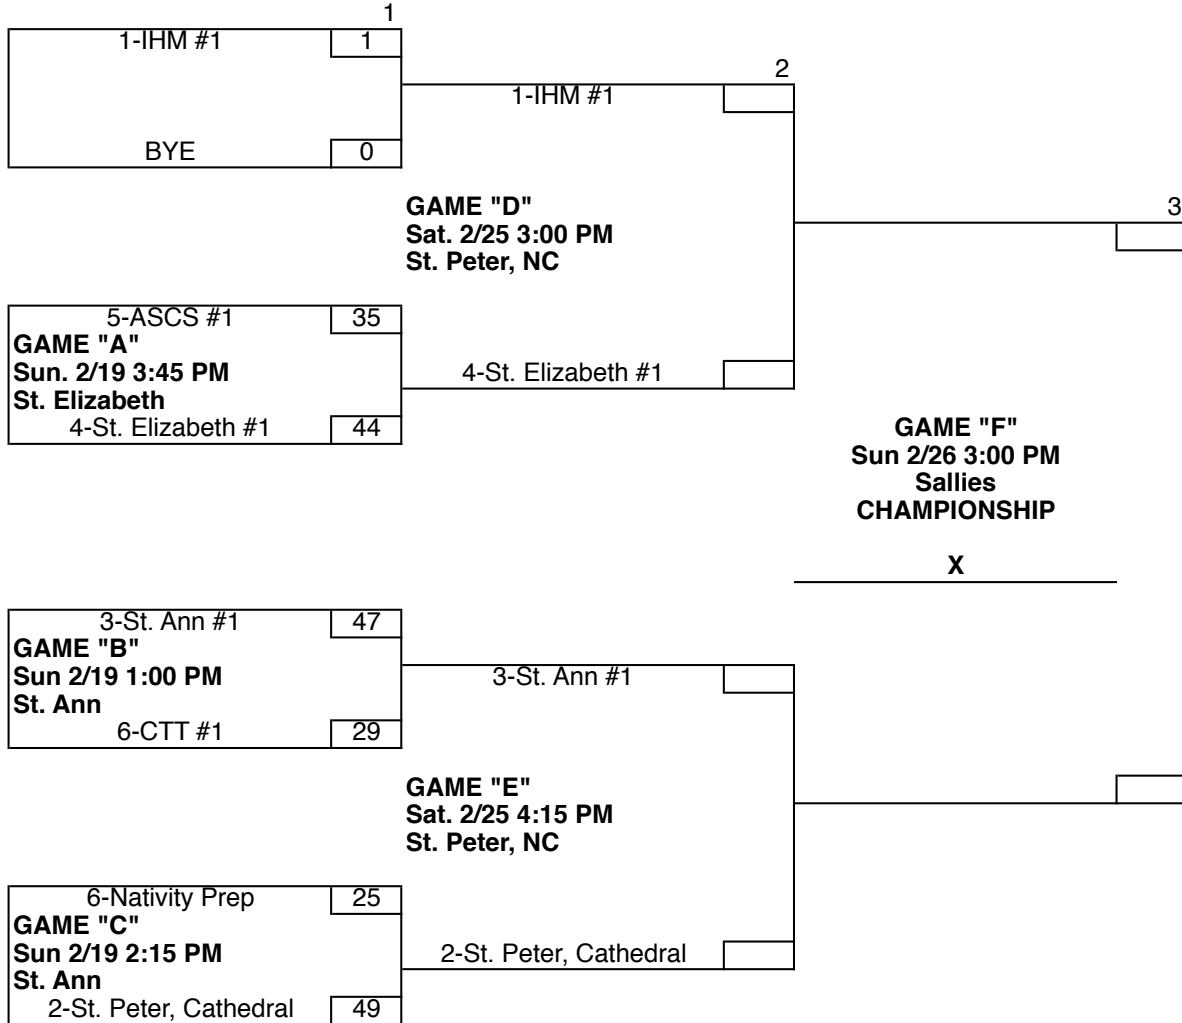 1
1-IHM #1
1
BYE
0
2
1-IHM #1
GAME "D"
Sat. 2/25 3:00 PM
St. Peter, NC
3
5-ASCS #1
35
GAME "A"
Sun. 2/19 3:45 PM
St. Elizabeth
4-St. Elizabeth #1
44
4-St. Elizabeth #1
GAME "F"
Sun 2/26 3:00 PM
Sallies
CHAMPIONSHIP
X
3-St. Ann #1
47
GAME "B"
Sun 2/19 1:00 PM
St. Ann
6-CTT #1
29
3-St. Ann #1
GAME "E"
Sat. 2/25 4:15 PM
St. Peter, NC
6-Nativity Prep
25
GAME "C"
Sun 2/19 2:15 PM
St. Ann
2-St. Peter, Cathedral
49
2-St. Peter, Cathedral